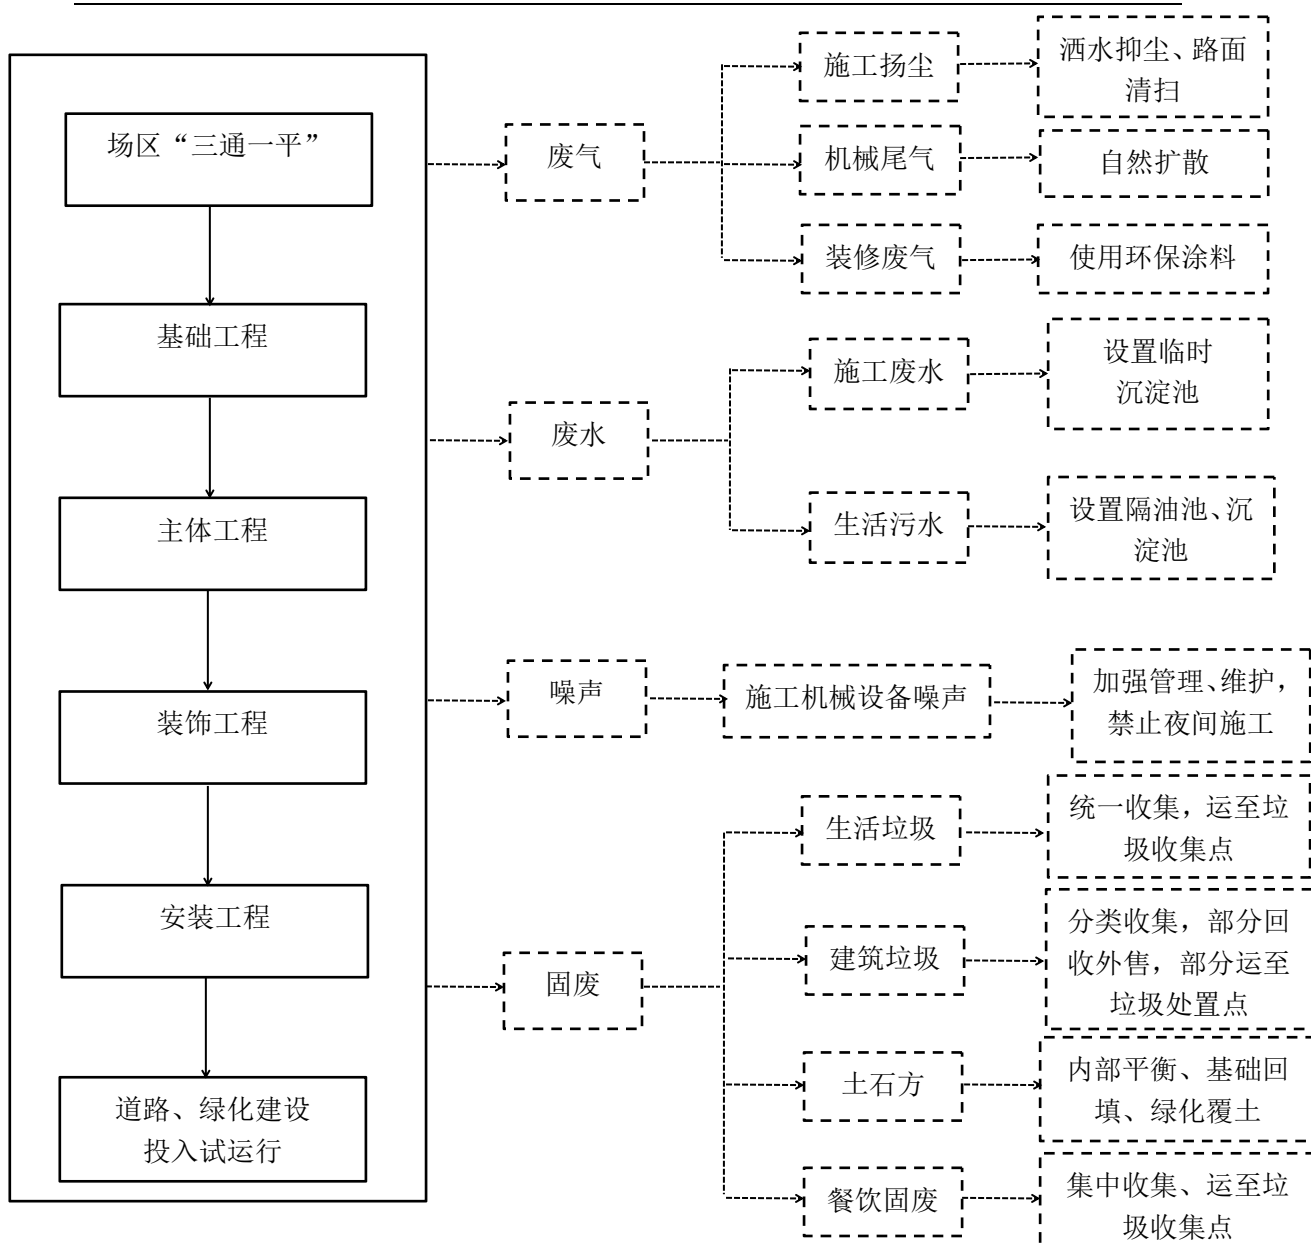 场区“三通一平”
基础工程
主体工程
装饰工程
安装工程
道路、绿化建设
投入试运行
废气
施工扬尘
洒水抑尘、路面
清扫
机械尾气
自然扩散
装修废气
使用环保涂料
废水
施工废水
设置临时
沉淀池
生活污水
设置隔油池、沉
淀池
噪声
施工机械设备噪声
加强管理、维护，
禁止夜间施工
固废
生活垃圾
统一收集，运至垃
圾收集点
建筑垃圾
分类收集，部分回
收外售，部分运至
垃圾处置点
土石方
内部平衡、基础回
填、绿化覆土
餐饮固废
集中收集、运至垃
圾收集点